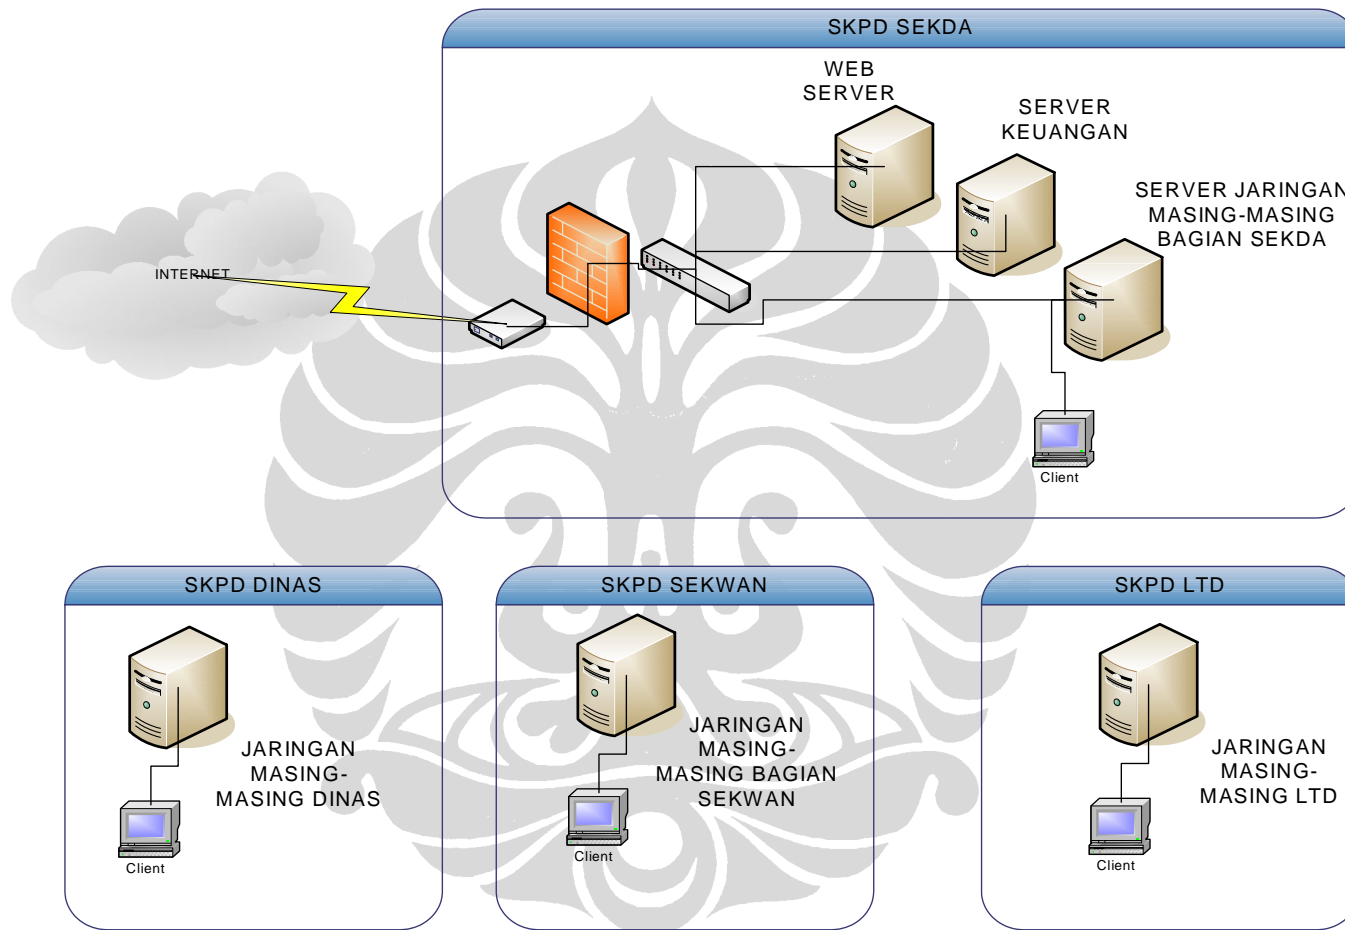 SKPD SEKDA
WEB
SERVER
SERVER
KEUANGAN
SERVER JARINGAN
MASING-MASING
BAGIAN SEKDA
INTERNET
Client
SKPD DINAS
JARINGAN
MASING-
MASING DINAS
Client
SKPD SEKWAN
JARINGAN
MASING-
MASING BAGIAN
SEKWAN
Client
SKPD LTD
JARINGAN
MASING-
MASING LTD
Client